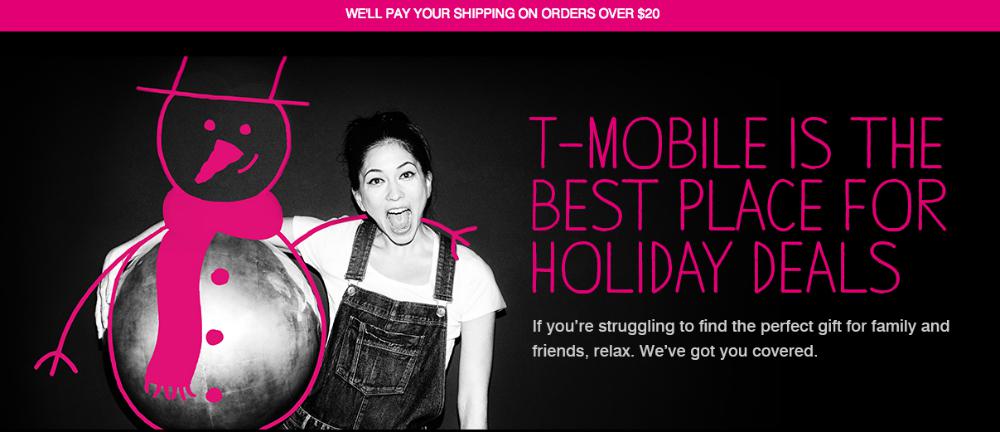 WE'LL PAY YOUR SHIPPING ON ORDERS OVER $20
T-MOBILE IS THE
BEST PLACE FOR
HOLIDAY DEALS
If you're struggling to find the perfect gift for family and
friends, relax. We've got you covered.